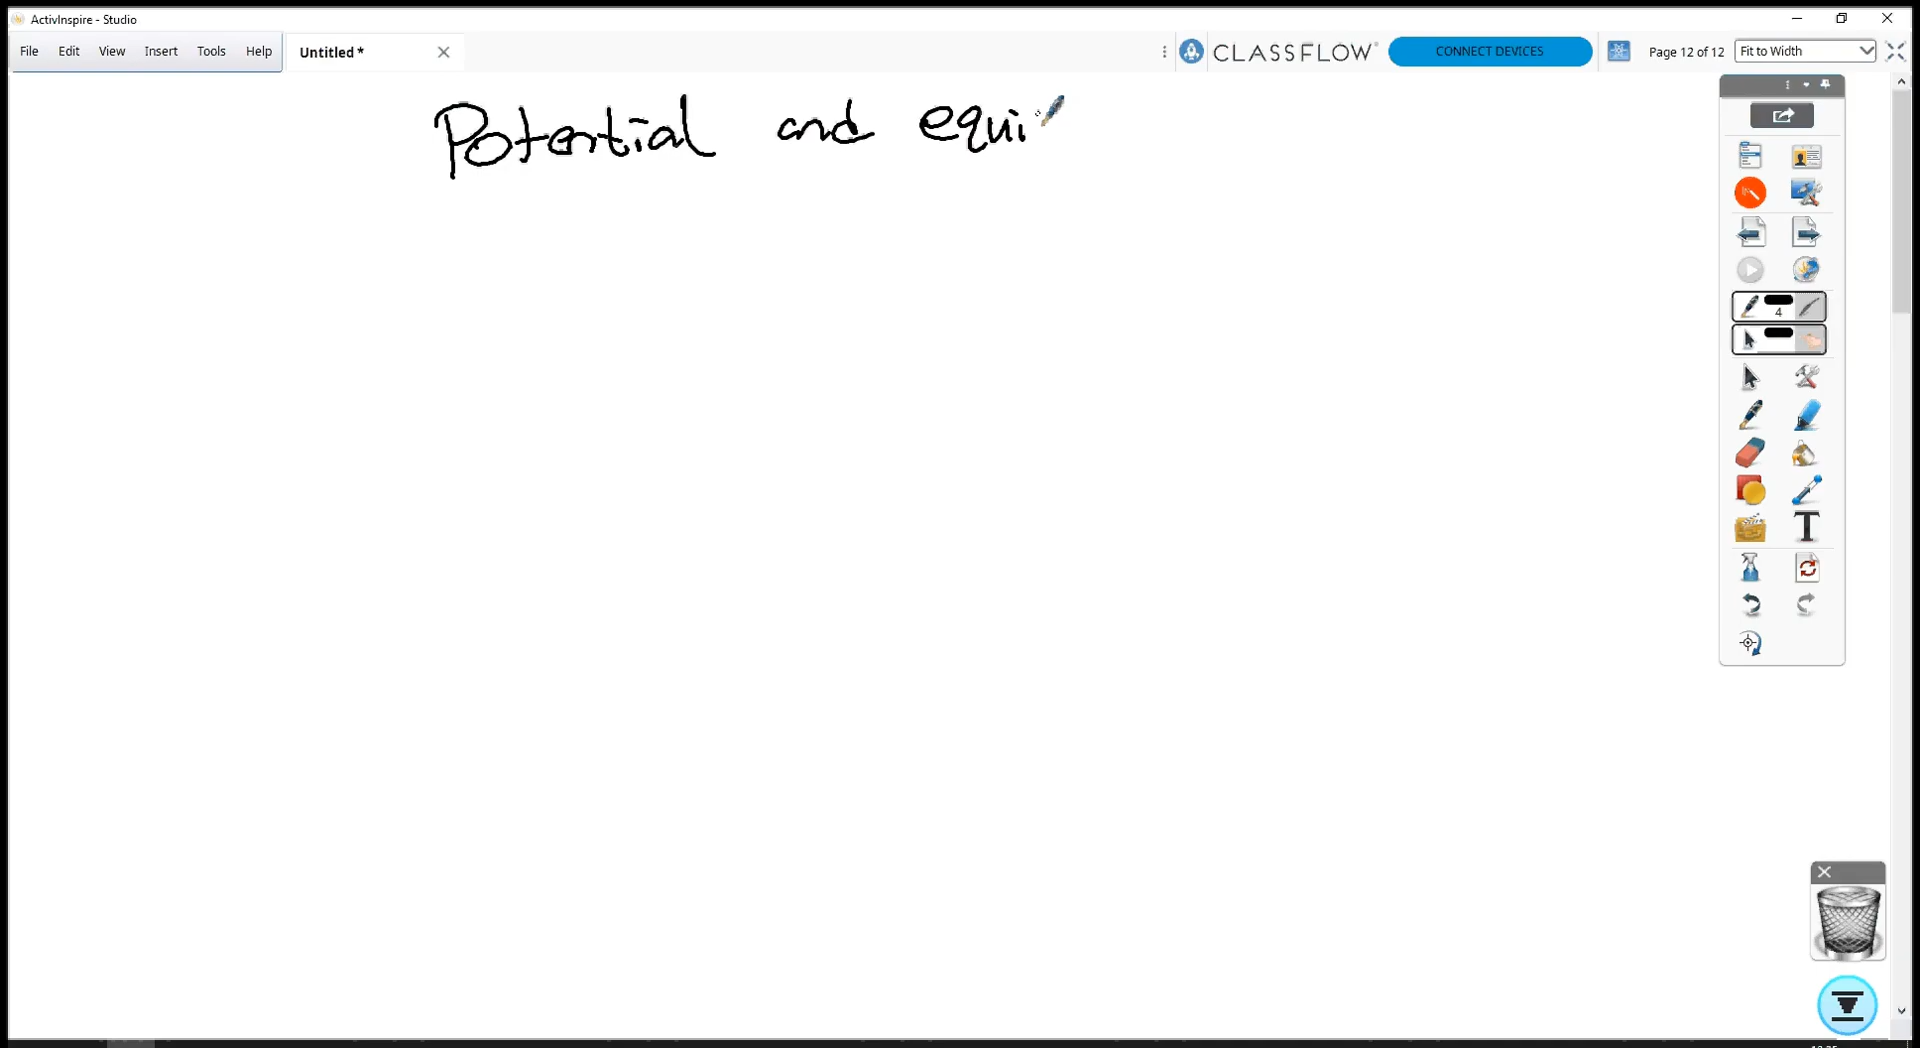 ActivInspire - Studio
File Edit View Insert Tools Help Untitled * CLASSFLOW CONNECT DEVICES Page 12 of 12 Fit to Width
Potential and equi
4
T